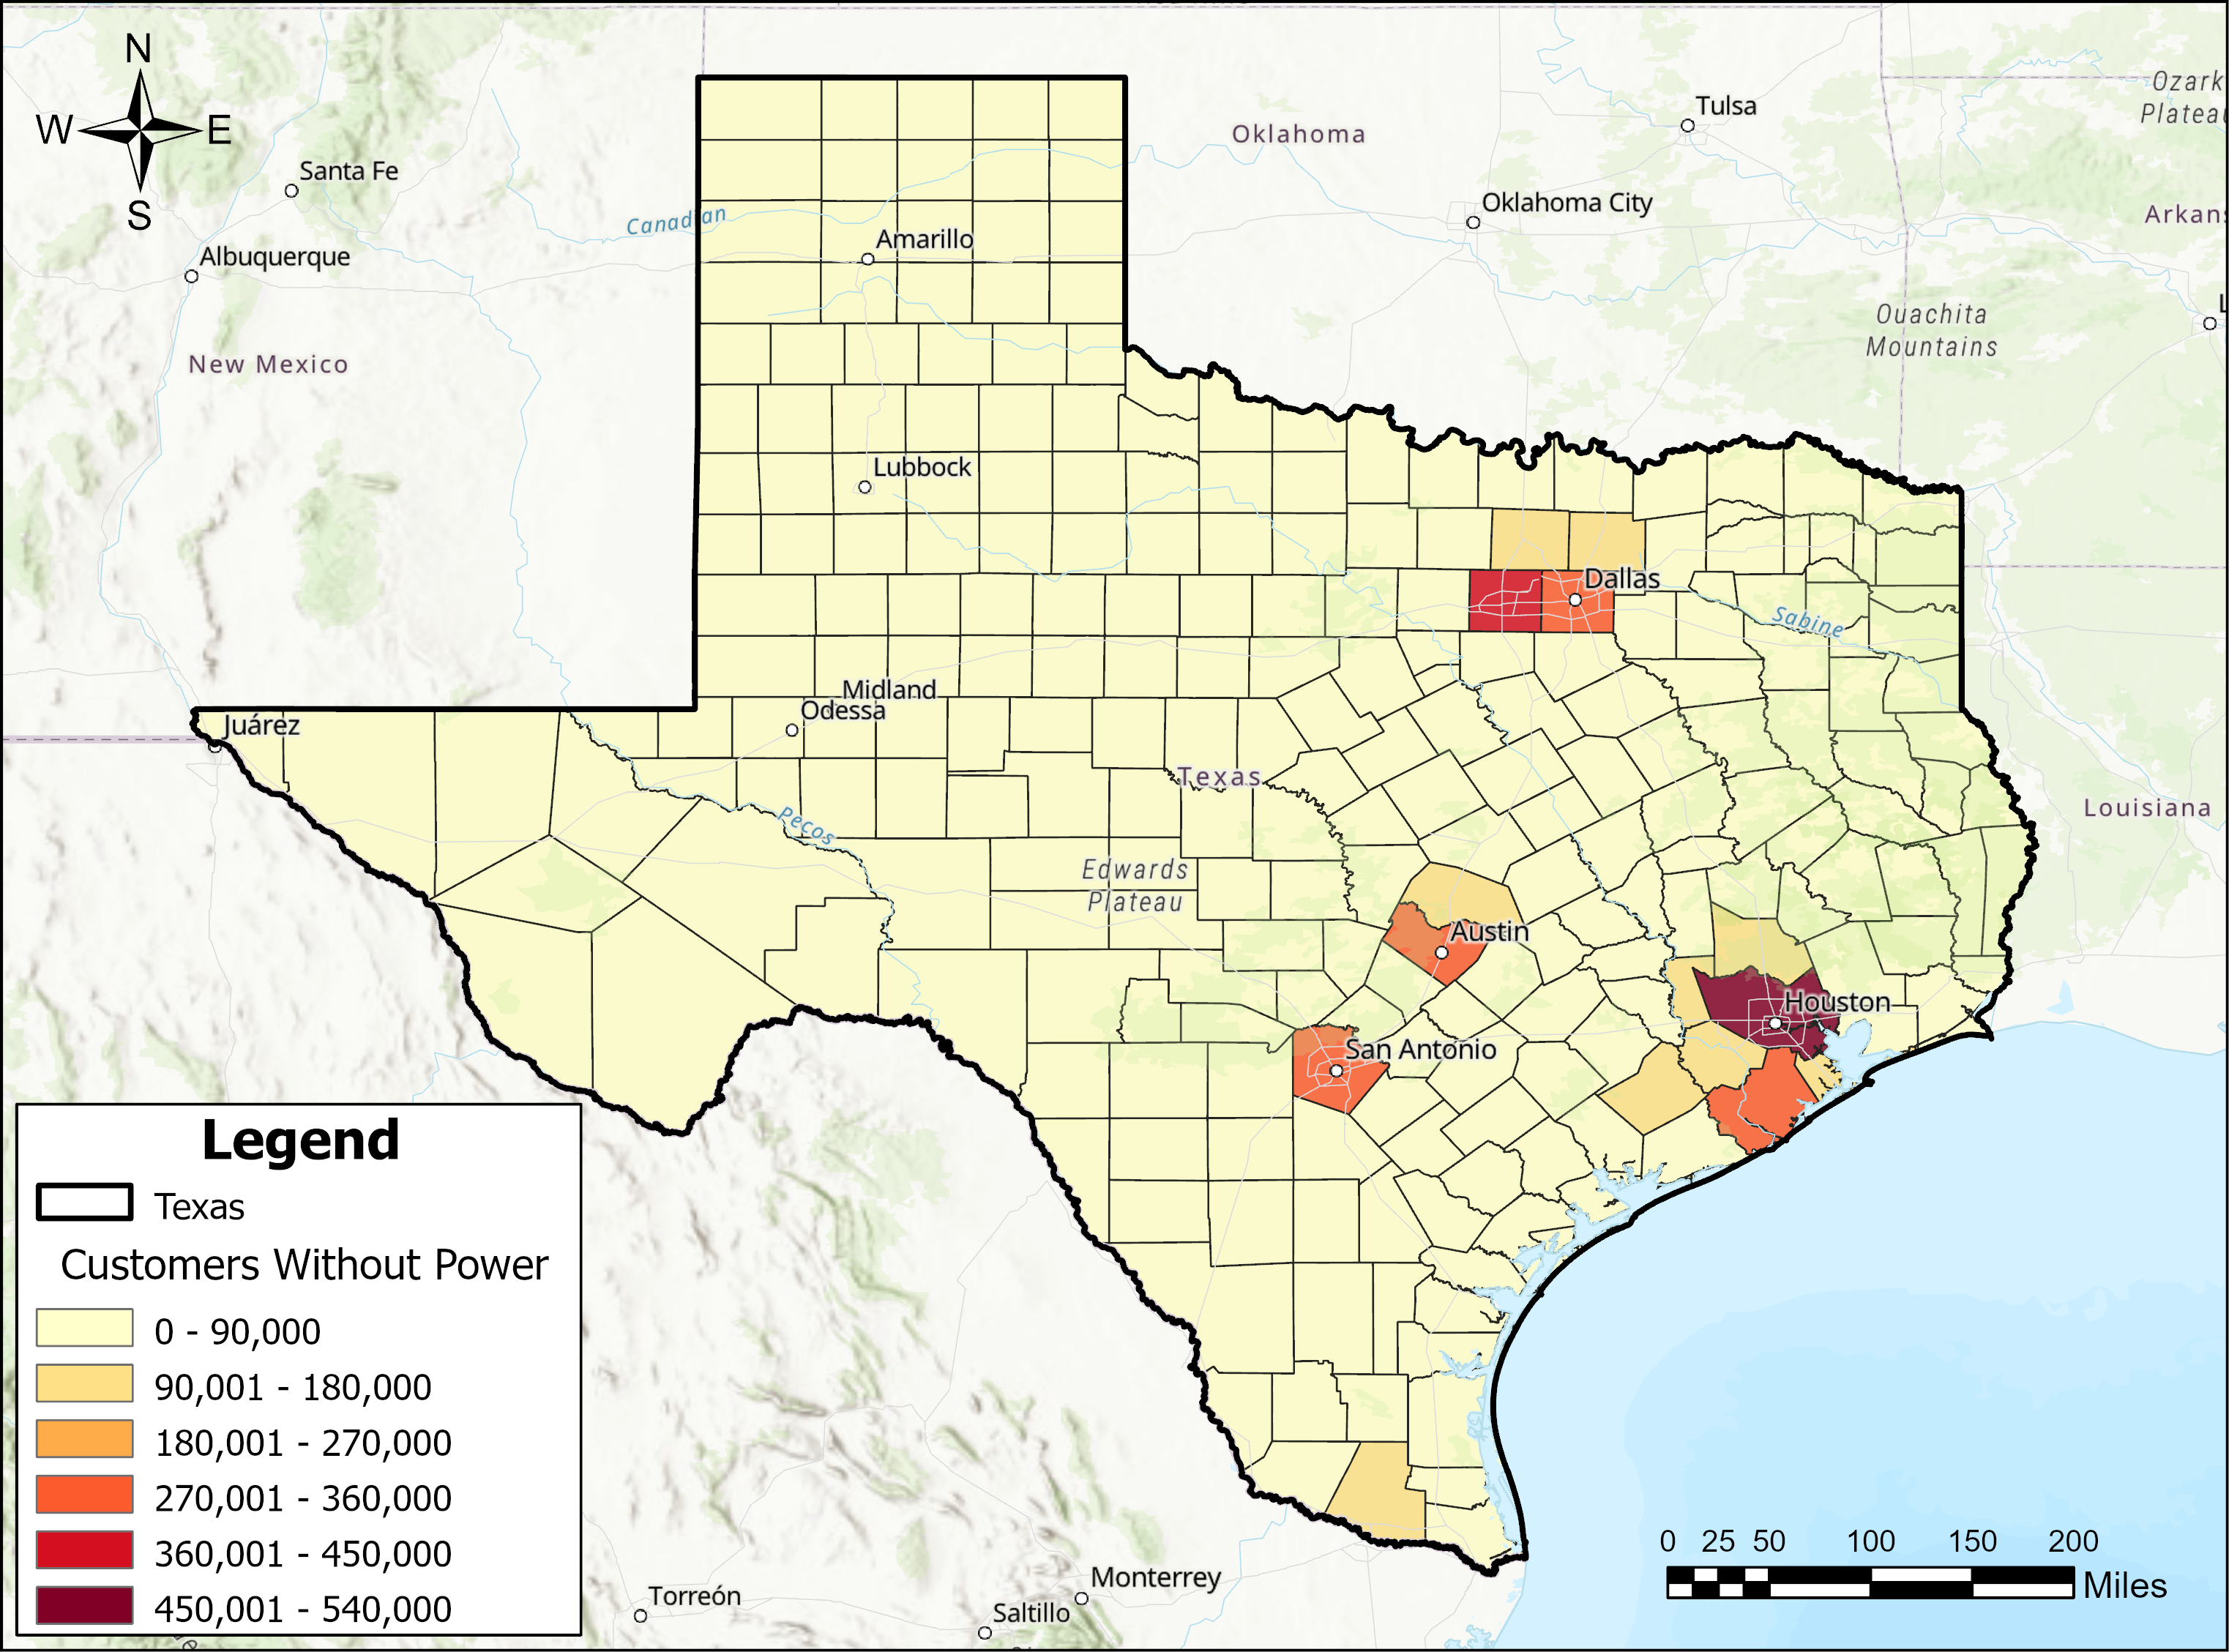 N
W
E
S
Santa Fe
Albuquerque
New Mexico
Canadian
Amarillo
Lubbock
Oklahoma
Oklahoma City
Tulsa
Ozark
Plateau
Arkans
Ouachita
Mountains
L
Dallas
Sabine
Midland
Odessa
Juárez
Texas
Pecos
Edwards
Plateau
Louisiana
Austin
Houston
San Antonio
Legend
Texas
Customers Without Power
0 - 90,000
90,001 - 180,000
180,001 - 270,000
270,001 - 360,000
360,001 - 450,000
450,001 - 540,000
Torreón
Monterrey
Saltillo
0 25 50 100 150 200
Miles